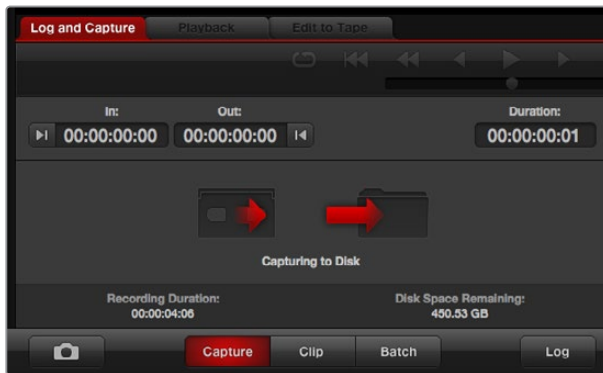 Log and Capture Playback Edit to Tape
In: Out: Duration:
00:00:00:00 00:00:00:00 00:00:00:01
Capturing to Disk
Recording Duration: Disk Space Remaining:
00:00:04:06 450.53 GB
Capture Clip Batch Log